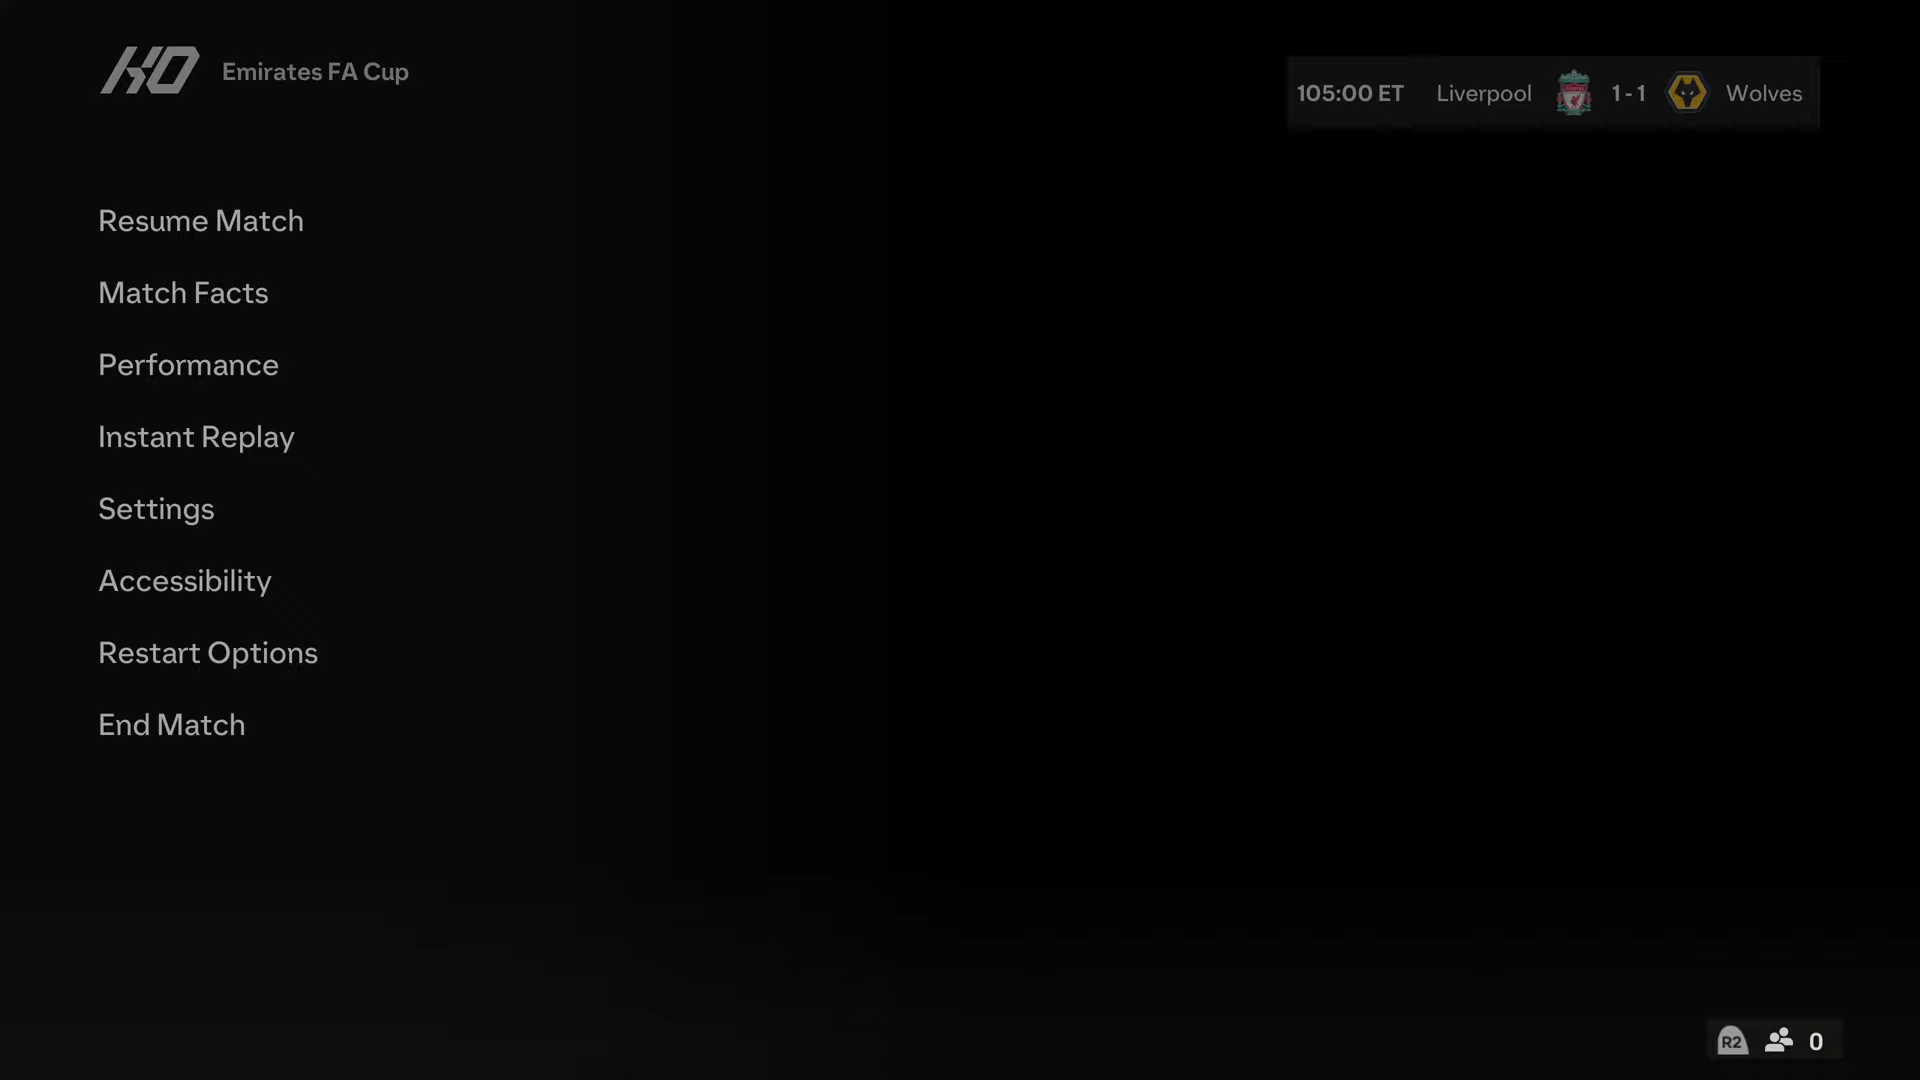 KO Emirates FA Cup
105:00 ET Liverpool 1 - 1 Wolves
Resume Match
Match Facts
Performance
Instant Replay
Settings
Accessibility
Restart Options
End Match
R2 0